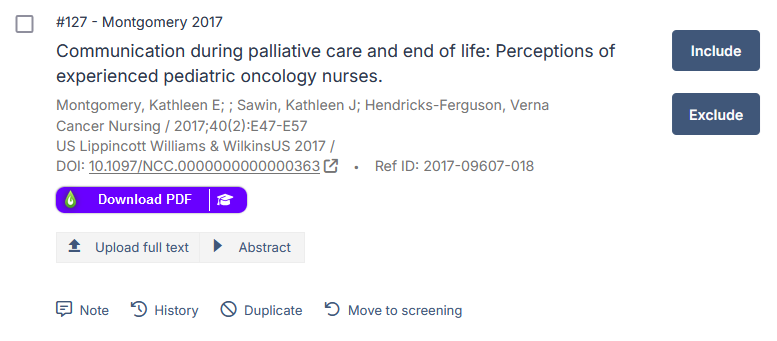 #127 - Montgomery 2017
Include
Communication during palliative care and end of life: Perceptions of
experienced pediatric oncology nurses.
Exclude
Montgomery, Kathleen E; ; Sawin, Kathleen J; Hendricks-Ferguson, Verna
Cancer Nursing / 2017;40(2):E47-E57
US Lippincott Williams & WilkinsUS 2017 /
DOI: 10.1097/NCC.0000000000000363 • Ref ID: 2017-09607-018
Download PDF
Upload full text Abstract
Note History Duplicate Move to screening